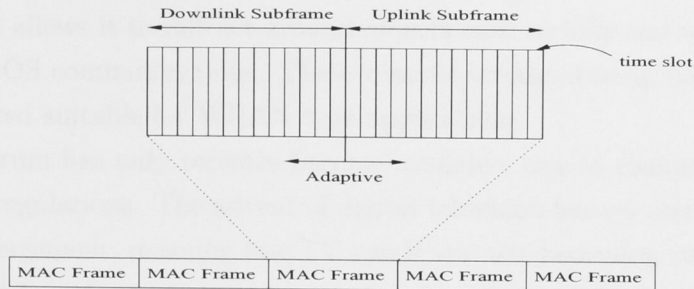 Downlink Subframe Uplink Subframe
time slot
Adaptive
MAC Frame MAC Frame MAC Frame MAC Frame MAC Frame